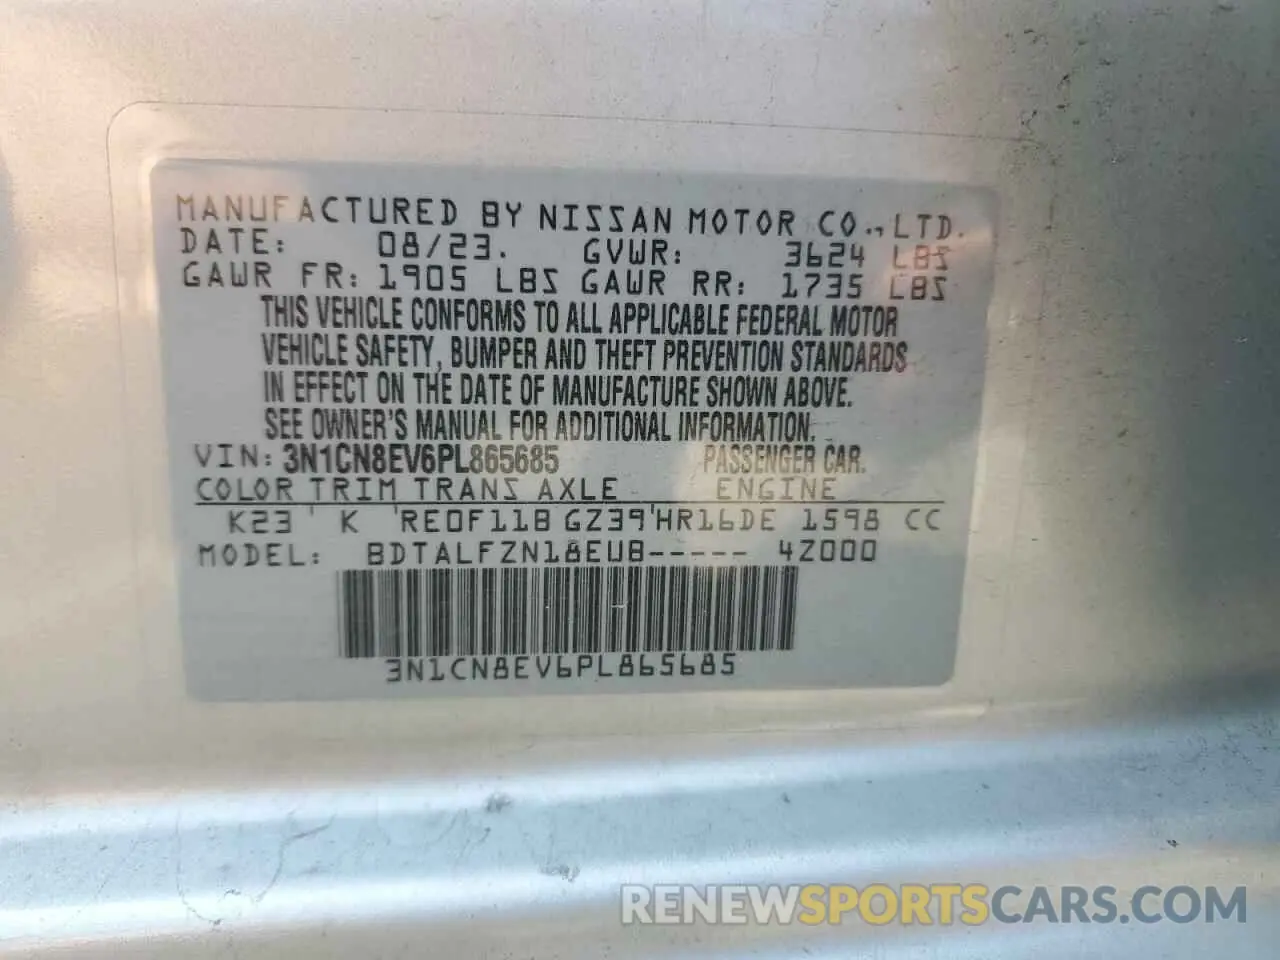 MANUFACTURED BY NISSAN MOTOR CO., LTD.
DATE: 08/23. GVWR: 3624 LBS
GAWR FR: 1905 LBS GAWR RR: 1735 LBS
THIS VEHICLE CONFORMS TO ALL APPLICABLE FEDERAL MOTOR
VEHICLE SAFETY, BUMPER AND THEFT PREVENTION STANDARDS
IN EFFECT ON THE DATE OF MANUFACTURE SHOWN ABOVE.
SEE OWNER'S MANUAL FOR ADDITIONAL INFORMATION.
VIN: 3N1CN8EV6PL865685 PASSENGER CAR.
COLOR TRIM TRANS AXLE ENGINE
K23 K RE0F11B GZ39 HR16DE 1598 CC
MODEL: BDTALFZN18EUB----- 4Z000
3N1CN8EV6PL865685
RENEWSPORTSCARS.COM